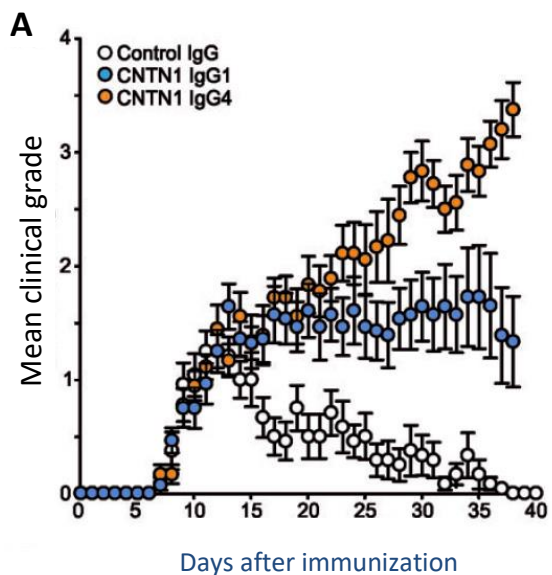 A
4
Control IgG
CNTN1 IgG1
CNTN1 IgG4
3
2
1
0
Mean clinical grade
0 5 10 15 20 25 30 35 40
Days after immunization